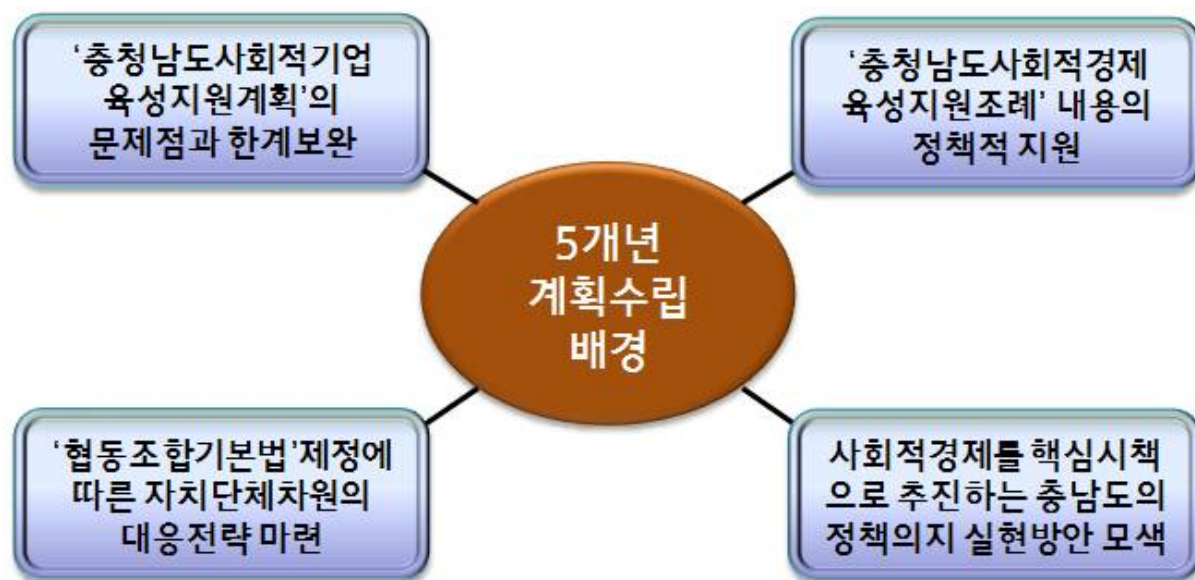 ‘충청남도사회적기업
육성지원계획’의
문제점과 한계보완
‘충청남도사회적경제
육성지원조례’ 내용의
정책적 지원
5개년
계획수립
배경
‘협동조합기본법’제정에
따른 자치단체차원의
대응전략 마련
사회적경제를 핵심시책
으로 추진하는 충남도의
정책의지 실현방안 모색